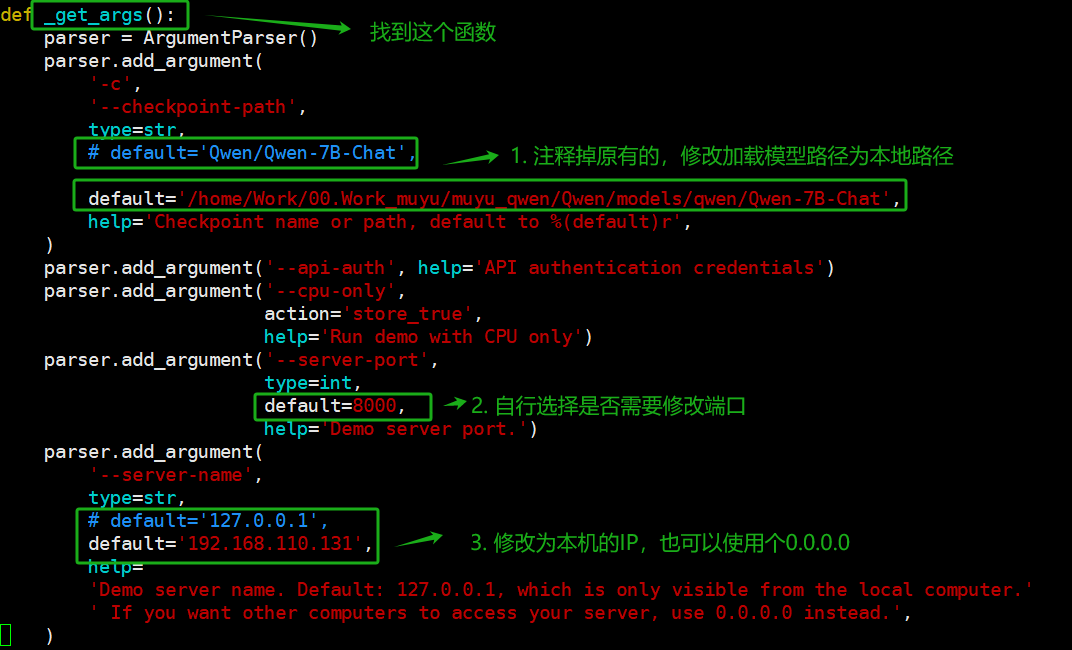 def _get_args():
找到这个函数
    parser = ArgumentParser()
    parser.add_argument(
        '-c',
        '--checkpoint-path',
        type=str,
        # default='Qwen/Qwen-7B-Chat',
1. 注释掉原有的，修改加载模型路径为本地路径
        default='/home/Work/00.Work_muyu/muyu_qwen/Qwen/models/qwen/Qwen-7B-Chat',
        help='Checkpoint name or path, default to %(default)r',
    )
    parser.add_argument('--api-auth', help='API authentication credentials')
    parser.add_argument('--cpu-only',
                        action='store_true',
                        help='Run demo with CPU only')
    parser.add_argument('--server-port',
                        type=int,
                        default=8000,
2. 自行选择是否需要修改端口
                        help='Demo server port.')
    parser.add_argument(
        '--server-name',
        type=str,
        # default='127.0.0.1',
        default='192.168.110.131',
3. 修改为本机的IP，也可以使用个0.0.0.0
        help=
        'Demo server name. Default: 127.0.0.1, which is only visible from the local computer.'
        ' If you want other computers to access your server, use 0.0.0.0 instead.',
    )